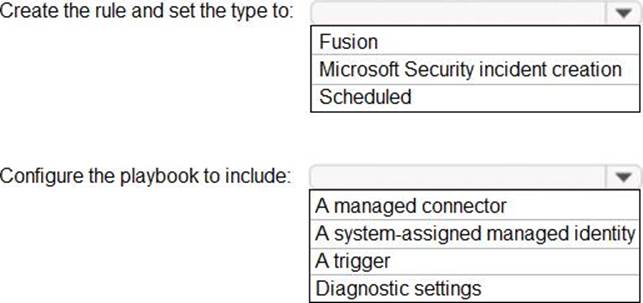 Create the rule and set the type to:
Fusion
Microsoft Security incident creation
Scheduled
Configure the playbook to include:
A managed connector
A system-assigned managed identity
A trigger
Diagnostic settings